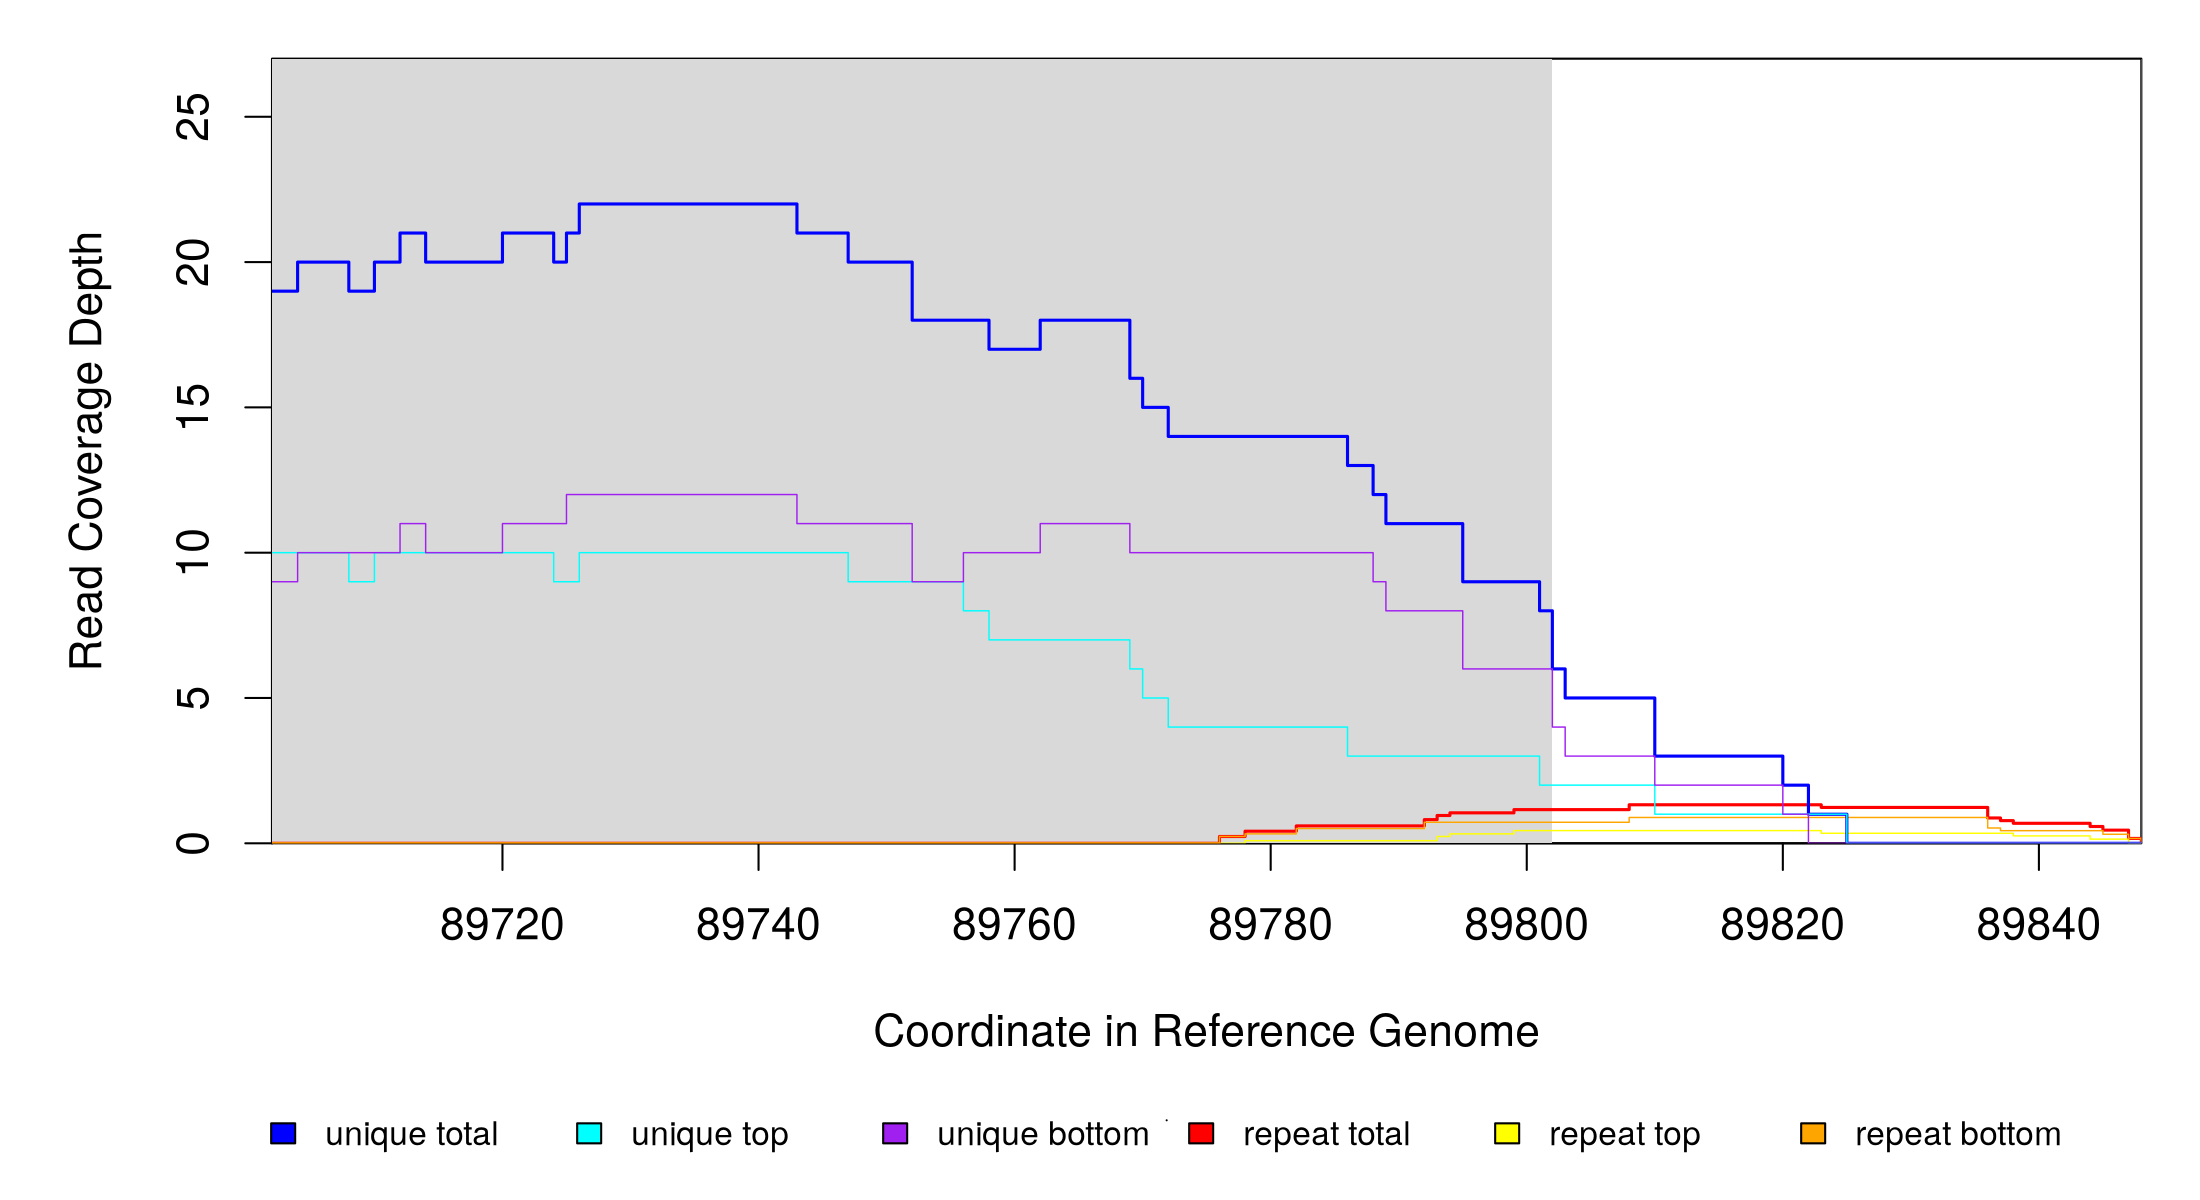 Read Coverage Depth
25
20
15
10
5
0
89720 89740 89760 89780 89800 89820 89840
Coordinate in Reference Genome
unique total unique top unique bottom repeat total repeat top repeat bottom